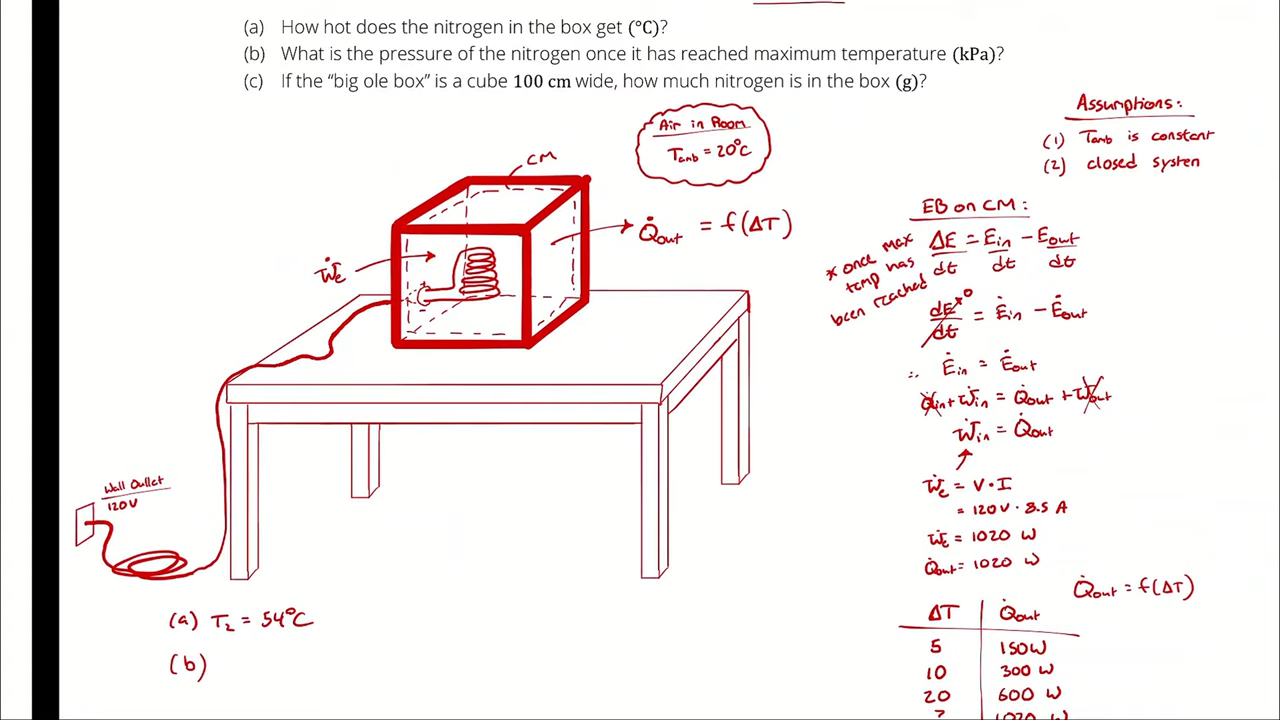 (a) How hot does the nitrogen in the box get (°C)?
(b) What is the pressure of the nitrogen once it has reached maximum temperature (kPa)?
(c) If the “big ole box” is a cube 100 cm wide, how much nitrogen is in the box (g)?
Assumptions:
(1) Tamb is constant
(2) closed system
Air in Room
Tamb = 20°C
CM
Q̇out = f(ΔT)
Ẇe
EB on CM:
* once max temp has been reached
ΔE/dt = Ein/dt - Eout/dt
dE/dt = Ėin - Ėout
0
∴ Ėin = Ėout
Q̇in + Ẇin = Q̇out + Ẇout
Ẇin = Q̇out
Ẇe = V · I
= 120V · 8.5 A
Ẇe = 1020 W
Q̇out = 1020 W
Q̇out = f(ΔT)
ΔT Q̇out
5 150W
10 300 W
20 600 W
? 1020 W
Wall Outlet
120V
(a) T2 = 54°C
(b)